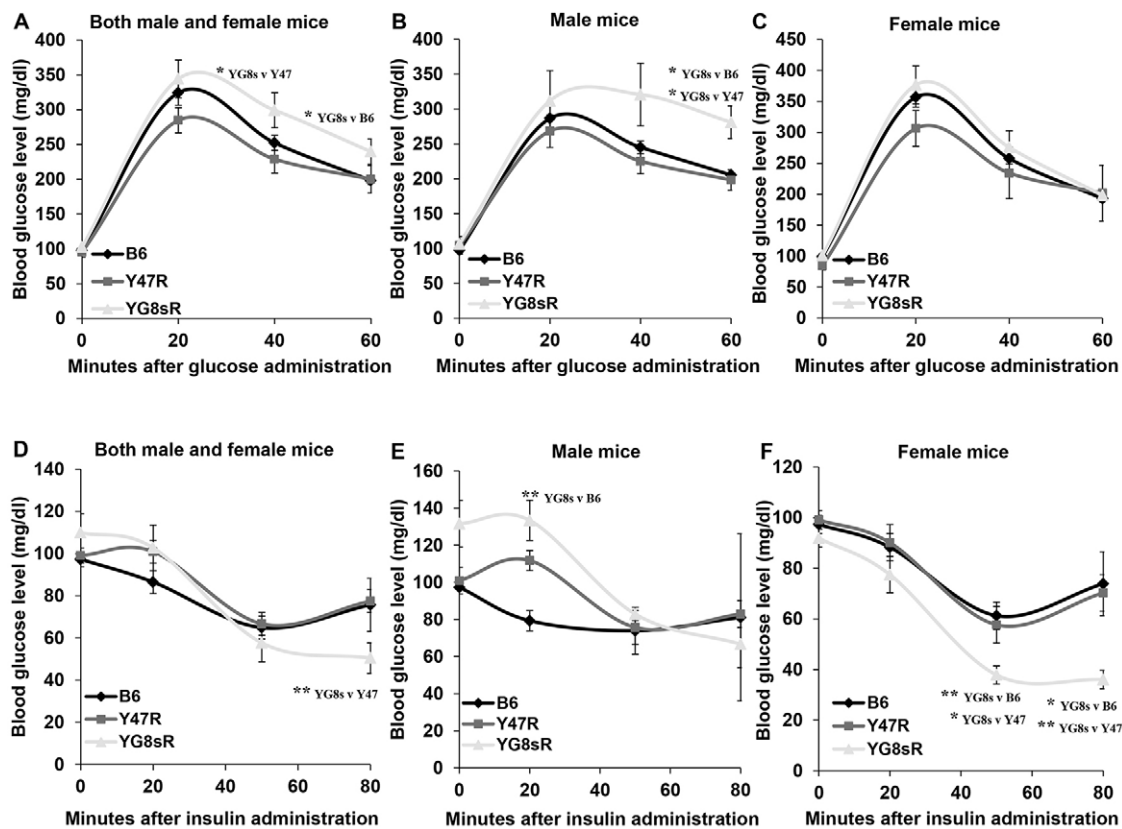 A
Both male and female mice
Blood glucose level (mg/dl)
400
350
300
250
200
150
100
50
0
* YG8s v Y47
* YG8s v B6
B6
Y47R
YG8sR
0 20 40 60
Minutes after glucose administration
B
Male mice
Blood glucose level (mg/dl)
400
350
300
250
200
150
100
50
0
* YG8s v B6
* YG8s v Y47
B6
Y47R
YG8sR
0 20 40 60
Minutes after glucose administration
C
Female mice
Blood glucose level (mg/dl)
450
400
350
300
250
200
150
100
50
0
B6
Y47R
YG8sR
0 20 40 60
Minutes after glucose administration
D
Both male and female mice
Blood glucose level (mg/dl)
140
120
100
80
60
40
20
0
** YG8s v Y47
B6
Y47R
YG8sR
0 20 40 60 80
Minutes after insulin administration
E
Male mice
Blood glucose level (mg/dl)
160
140
120
100
80
60
40
20
0
** YG8s v B6
B6
Y47R
YG8sR
0 20 40 60 80
Minutes after insulin administration
F
Female mice
Blood glucose level (mg/dl)
120
100
80
60
40
20
0
** YG8s v B6
* YG8s v Y47
* YG8s v B6
** YG8s v Y47
B6
Y47R
YG8sR
0 20 40 60 80
Minutes after insulin administration